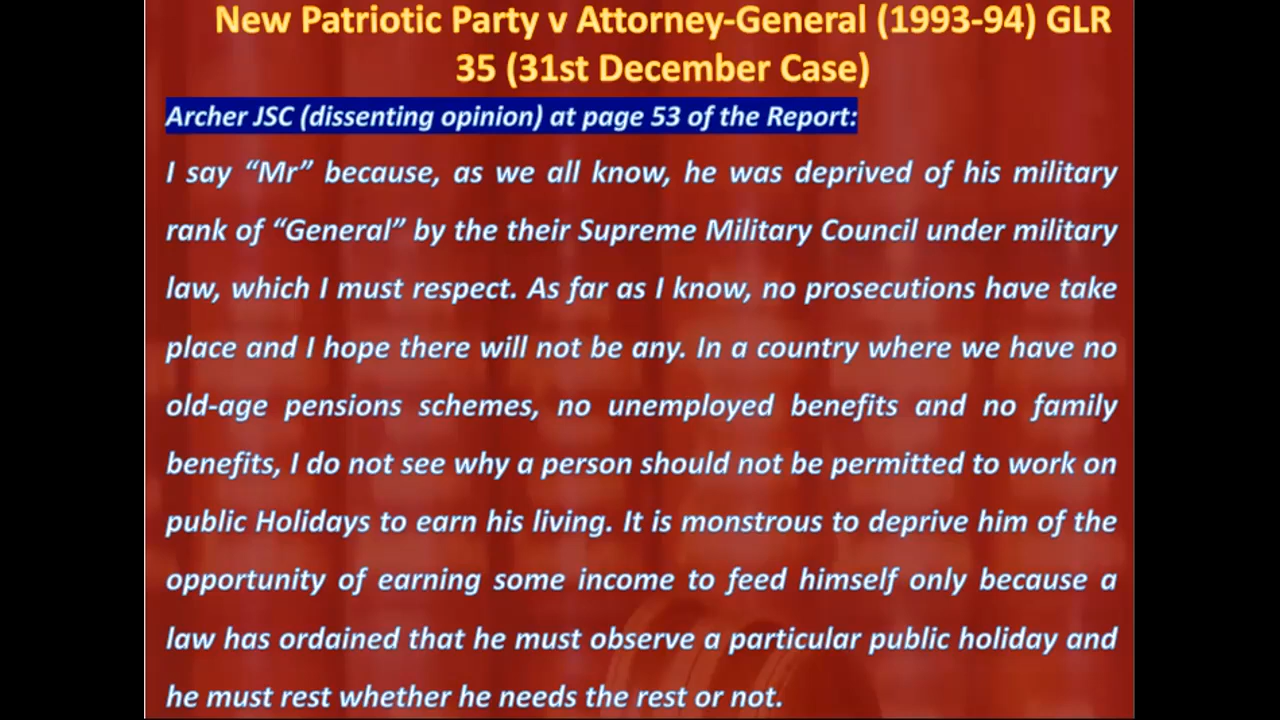 New Patriotic Party v Attorney-General (1993-94) GLR
35 (31st December Case)
Archer JSC (dissenting opinion) at page 53 of the Report:
I say “Mr” because, as we all know, he was deprived of his military
rank of “General” by the their Supreme Military Council under military
law, which I must respect. As far as I know, no prosecutions have take
place and I hope there will not be any. In a country where we have no
old-age pensions schemes, no unemployed benefits and no family
benefits, I do not see why a person should not be permitted to work on
public Holidays to earn his living. It is monstrous to deprive him of the
opportunity of earning some income to feed himself only because a
law has ordained that he must observe a particular public holiday and
he must rest whether he needs the rest or not.